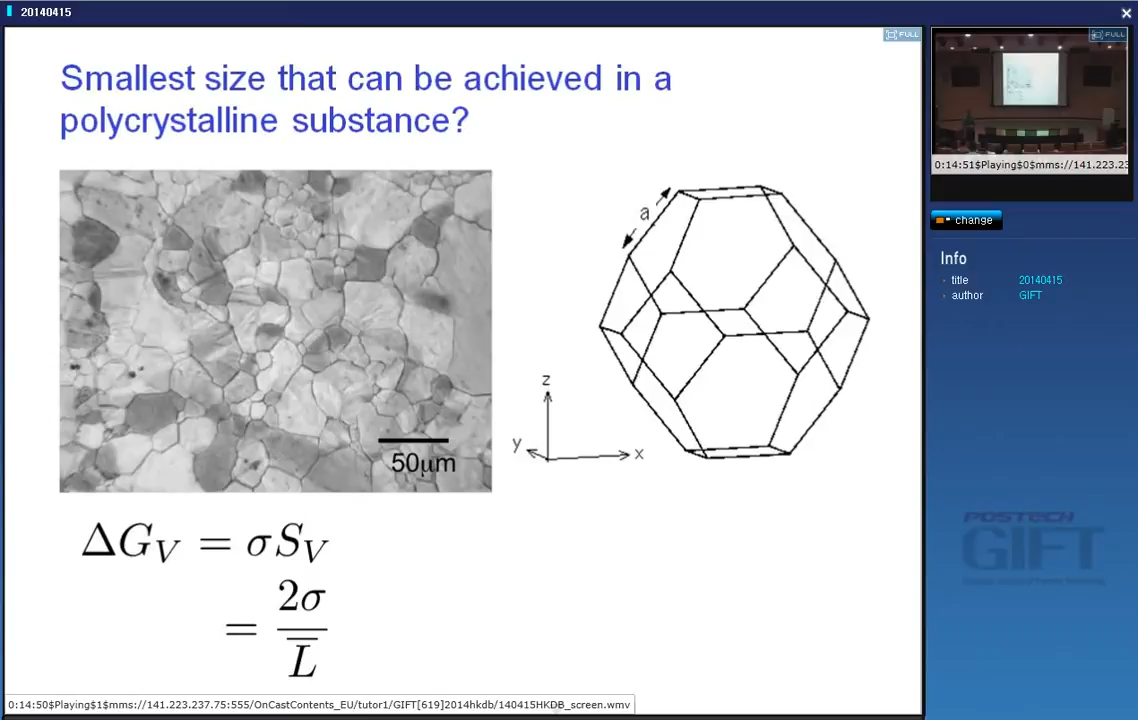 20140415
FULL
Smallest size that can be achieved in a
polycrystalline substance?
a
z
y
x
50μm
ΔG_V = σS_V
= 2σ / L̅
0:14:50$Playing$1$mms://141.223.237.75:555/OnCastContents_EU/tutor1/GIFT[619]2014hkdb/140415HKDB_screen.wmv
FULL
0:14:51$Playing$0$mms://141.223.23
change
Info
title 20140415
author GIFT
POSTECH
GIFT